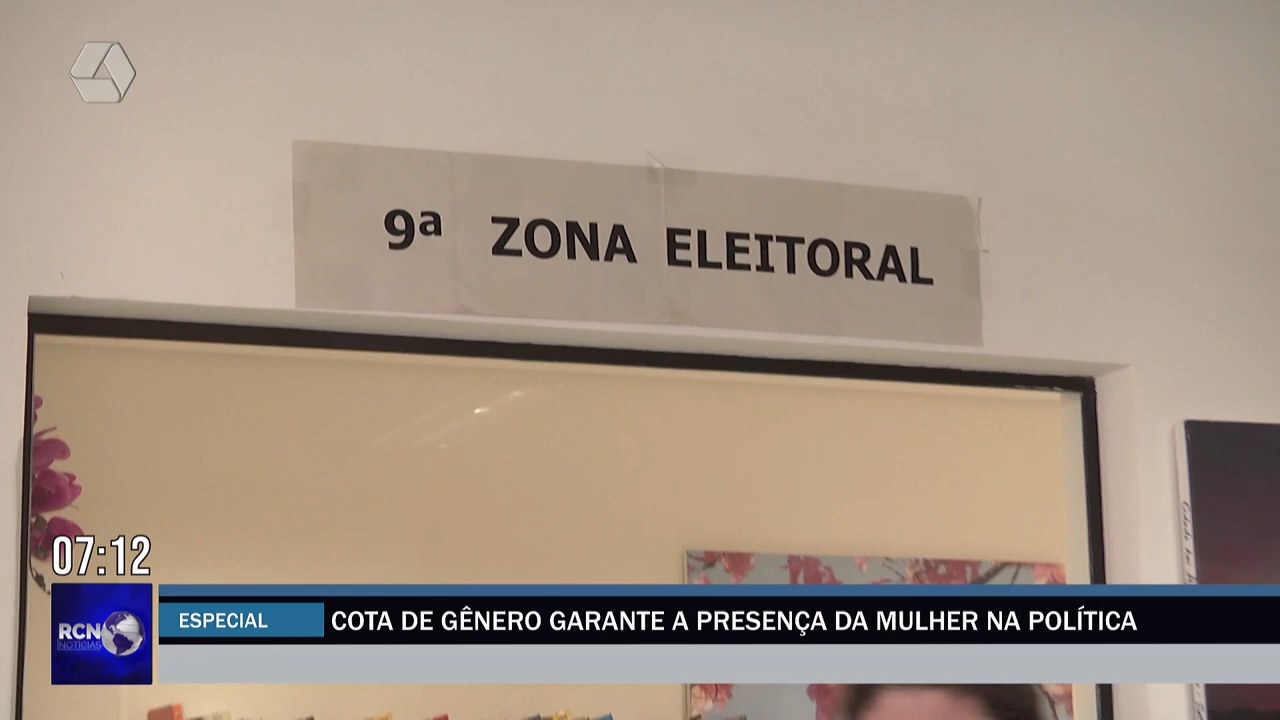 9ª ZONA ELEITORAL
07:12
RCN
NOTÍCIAS
ESPECIAL
COTA DE GÊNERO GARANTE A PRESENÇA DA MULHER NA POLÍTICA